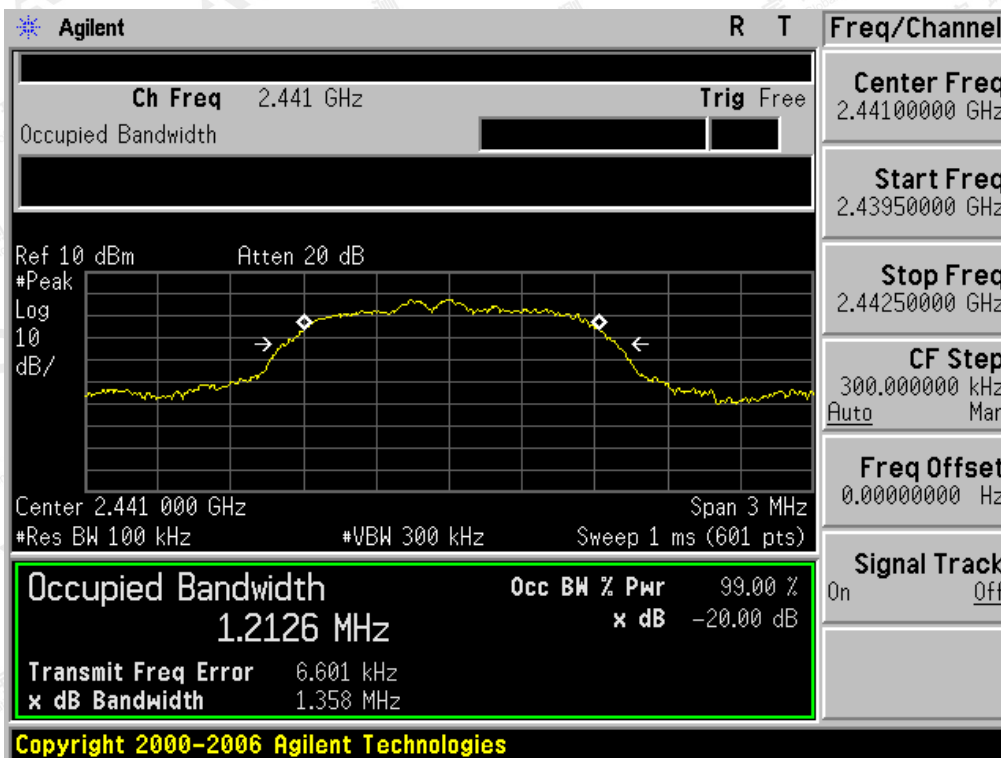 Agilent R T
Freq/Channel
Ch Freq 2.441 GHz Trig Free
Occupied Bandwidth
Center Freq
2.44100000 GHz
Start Freq
2.43950000 GHz
Stop Freq
2.44250000 GHz
CF Step
300.000000 kHz
Auto Man
Freq Offset
0.00000000 Hz
Signal Track
On Off
Ref 10 dBm Atten 20 dB
#Peak
Log
10
dB/
Center 2.441 000 GHz Span 3 MHz
#Res BW 100 kHz #VBW 300 kHz Sweep 1 ms (601 pts)
Occupied Bandwidth Occ BW % Pwr 99.00 %
1.2126 MHz x dB -20.00 dB
Transmit Freq Error 6.601 kHz
x dB Bandwidth 1.358 MHz
Copyright 2000-2006 Agilent Technologies